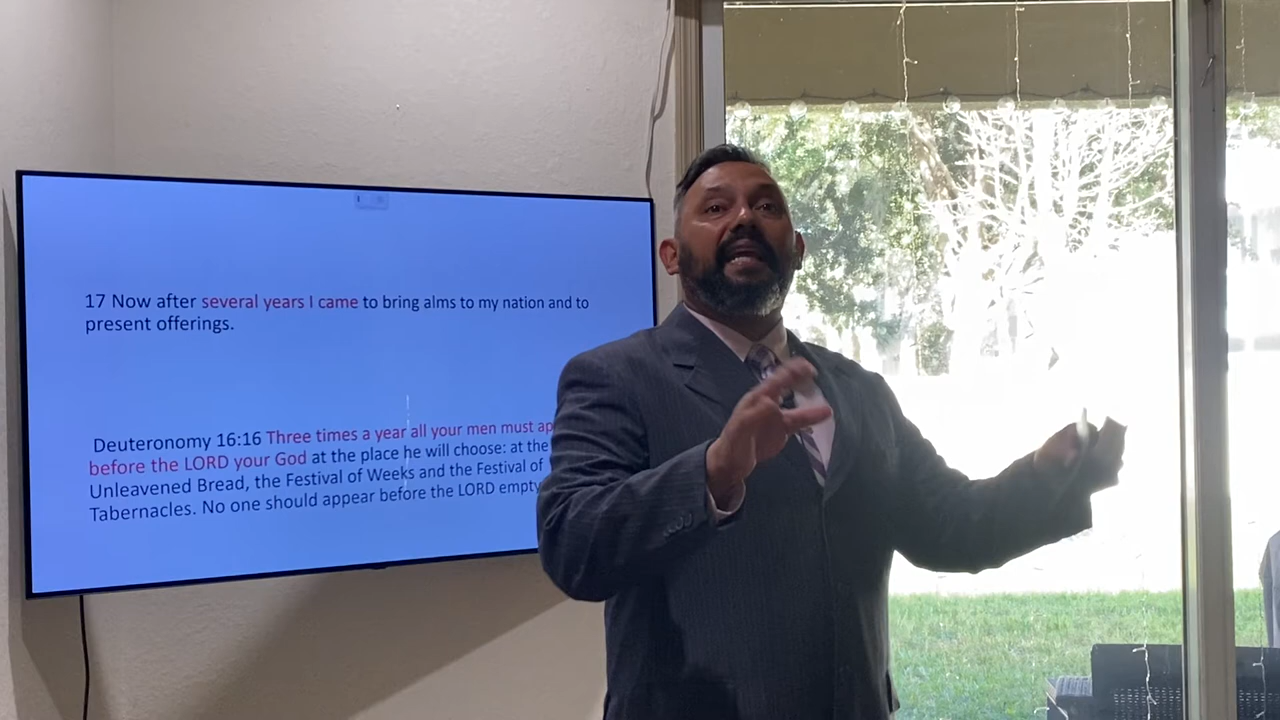 17 Now after several years I came to bring alms to my nation and to
present offerings.
Deuteronomy 16:16 Three times a year all your men must
before the LORD your God at the place he will choose: at the
Unleavened Bread, the Festival of Weeks and the Festival of
Tabernacles. No one should appear before the LORD empty